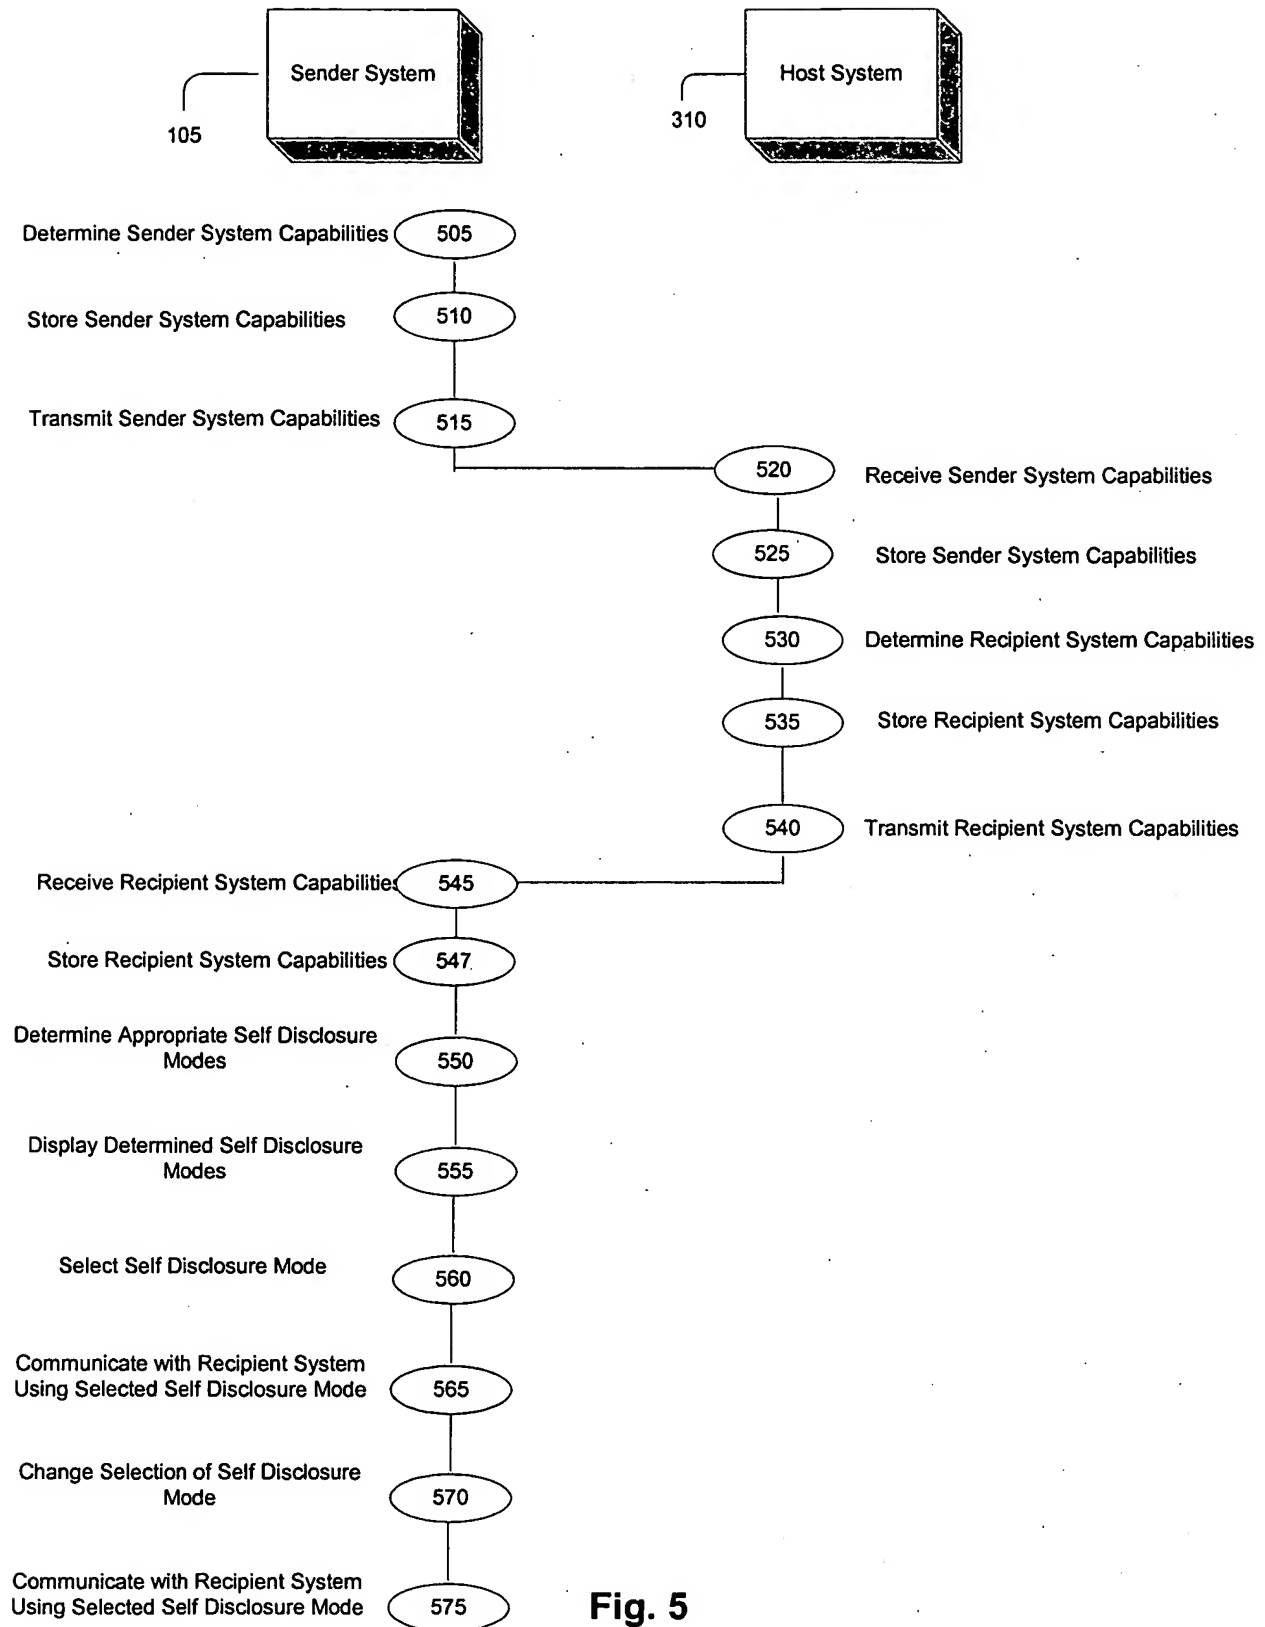 Sender System
Host System
105
310
Determine Sender System Capabilities
505
Store Sender System Capabilities
510
Transmit Sender System Capabilities
515
520
Receive Sender System Capabilities
525
Store Sender System Capabilities
530
Determine Recipient System Capabilities
535
Store Recipient System Capabilities
540
Transmit Recipient System Capabilities
Receive Recipient System Capabilities
545
Store Recipient System Capabilities
547
Determine Appropriate Self Disclosure
Modes
550
Display Determined Self Disclosure
Modes
555
Select Self Disclosure Mode
560
Communicate with Recipient System
Using Selected Self Disclosure Mode
565
Change Selection of Self Disclosure
Mode
570
Communicate with Recipient System
Using Selected Self Disclosure Mode
575
Fig. 5